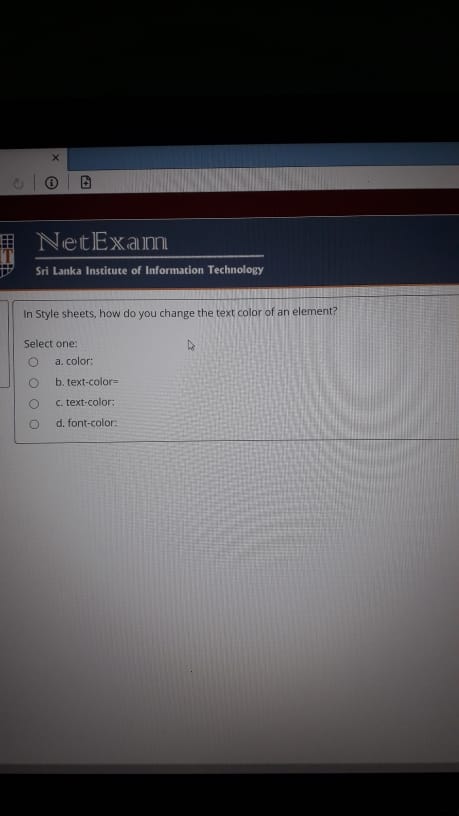 NetExam
Sri Lanka Institute of Information Technology
In Style sheets, how do you change the text color of an element?
Select one:
a. color:
b. text-color=
c. text-color:
d. font-color: